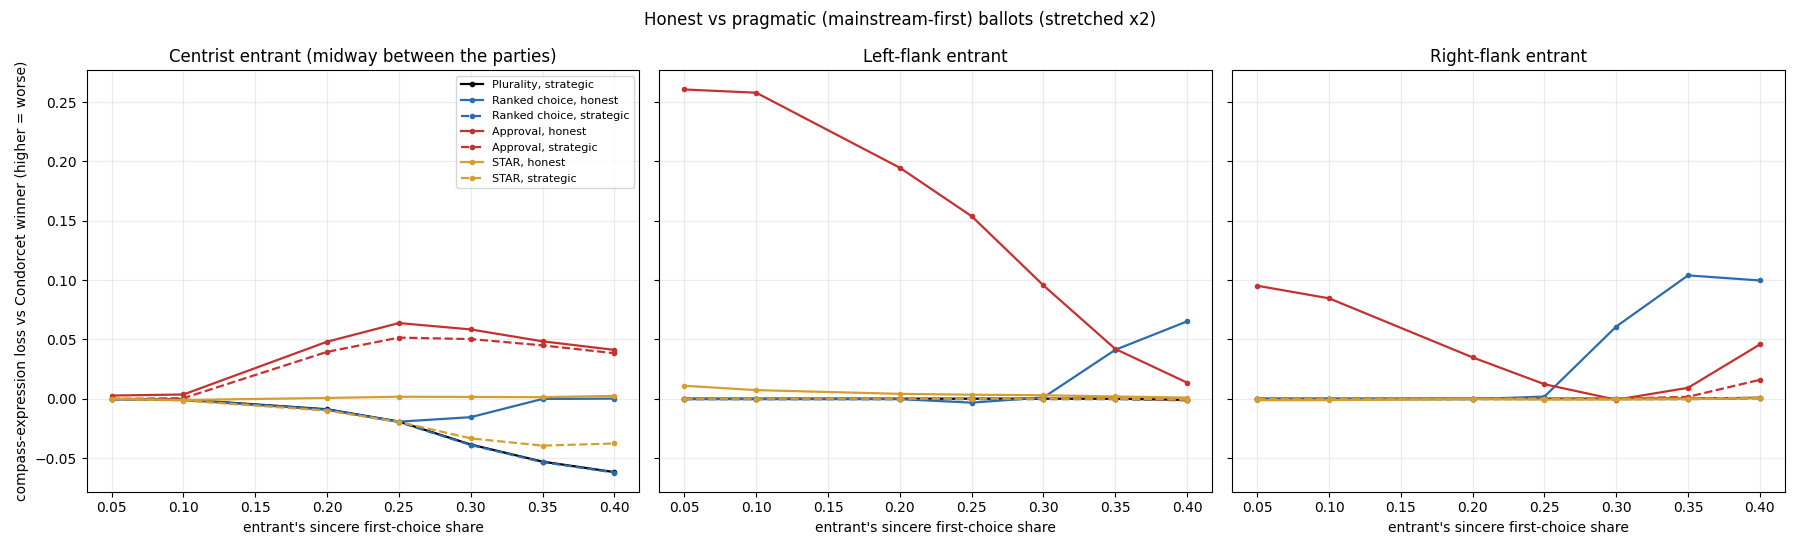 Honest vs pragmatic (mainstream-first) ballots (stretched x2)
Centrist entrant (midway between the parties)
Left-flank entrant
Right-flank entrant
compass-expression loss vs Condorcet winner (higher = worse)
0.25
0.20
0.15
0.10
0.05
0.00
−0.05
Plurality, strategic
Ranked choice, honest
Ranked choice, strategic
Approval, honest
Approval, strategic
STAR, honest
STAR, strategic
0.05 0.10 0.15 0.20 0.25 0.30 0.35 0.40
0.05 0.10 0.15 0.20 0.25 0.30 0.35 0.40
0.05 0.10 0.15 0.20 0.25 0.30 0.35 0.40
entrant's sincere first-choice share
entrant's sincere first-choice share
entrant's sincere first-choice share